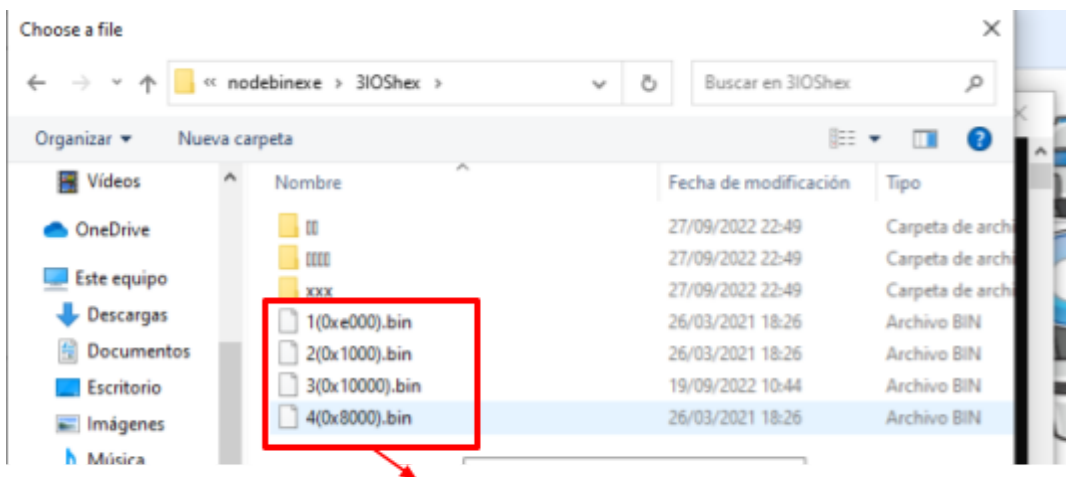 Choose a file
« nodebinexe › 3IOShex ›
Buscar en 3IOShex
Organizar Nueva carpeta
Vídeos
OneDrive
Este equipo
Descargas
Documentos
Escritorio
Imágenes
Música
Nombre Fecha de modificación Tipo
27/09/2022 22:49 Carpeta de archi
27/09/2022 22:49 Carpeta de archi
xxx 27/09/2022 22:49 Carpeta de archi
1(0xe000).bin 26/03/2021 18:26 Archivo BIN
2(0x1000).bin 26/03/2021 18:26 Archivo BIN
3(0x10000).bin 19/09/2022 10:44 Archivo BIN
4(0x8000).bin 26/03/2021 18:26 Archivo BIN